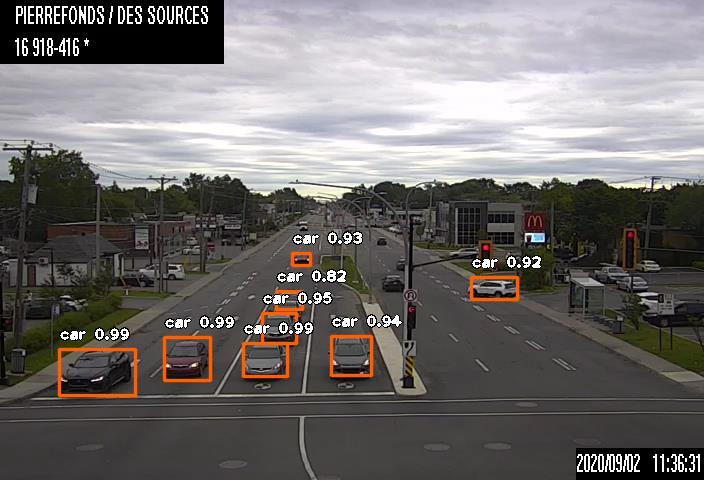 PIERREFONDS / DES SOURCES
16 918-416 *
car 0.93
car 0.82
car 0.92
car 0.95
car 0.99
car 0.99
car 0.99
car 0.94
2020/09/02 11:36:31